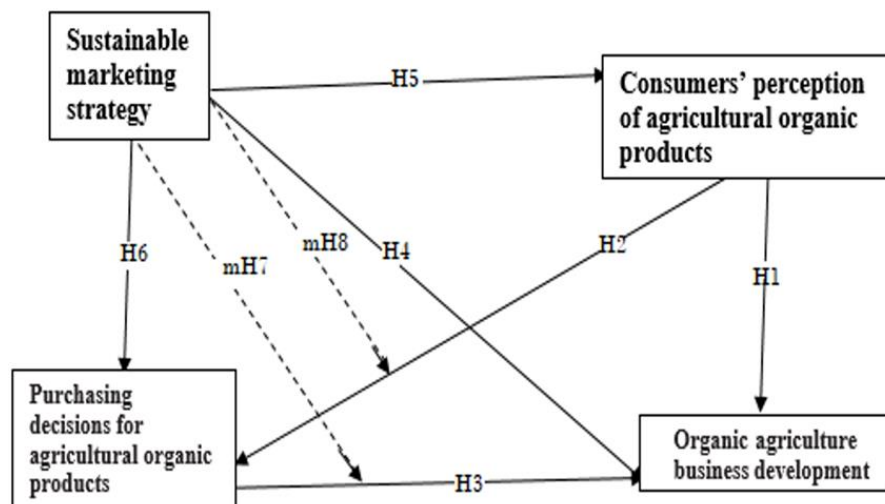 Sustainable
marketing
strategy
H5
Consumers’ perception
of agricultural organic
products
H6
mH7
mH8
H4
H2
H1
Purchasing
decisions for
agricultural organic
products
H3
Organic agriculture
business development